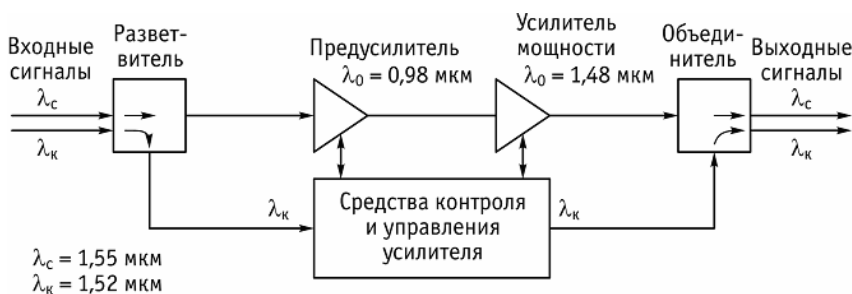 Входные
сигналы
Развет-
витель
Предусилитель
λ₀ = 0,98 мкм
Усилитель
мощности
λ₀ = 1,48 мкм
Объеди-
нитель
Выходные
сигналы
λс
λк
λс
λк
λк
Средства контроля
и управления
усилителя
λк
λс = 1,55 мкм
λк = 1,52 мкм